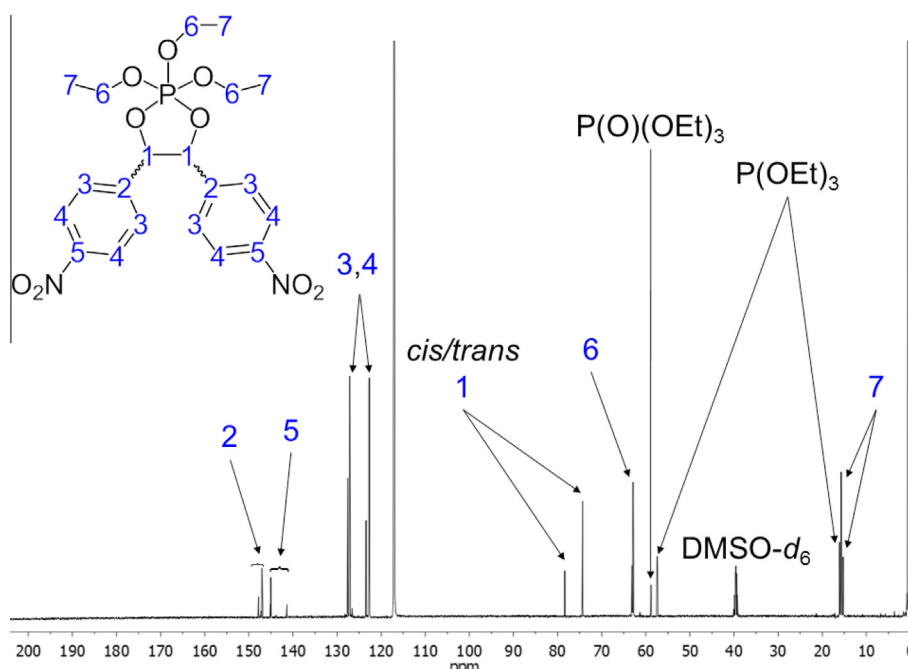 6 7
O
7 O O 7
6 P 6
O O
1 1
3 2 2 3
4 3 3 4
5 4 4 5
O₂N NO₂
P(O)(OEt)₃
P(OEt)₃
3,4
cis/trans
1
6
7
2 5
DMSO-d₆
200 190 180 170 160 150 140 130 120 110 100 90 80 70 60 50 40 30 20 10 0
ppm